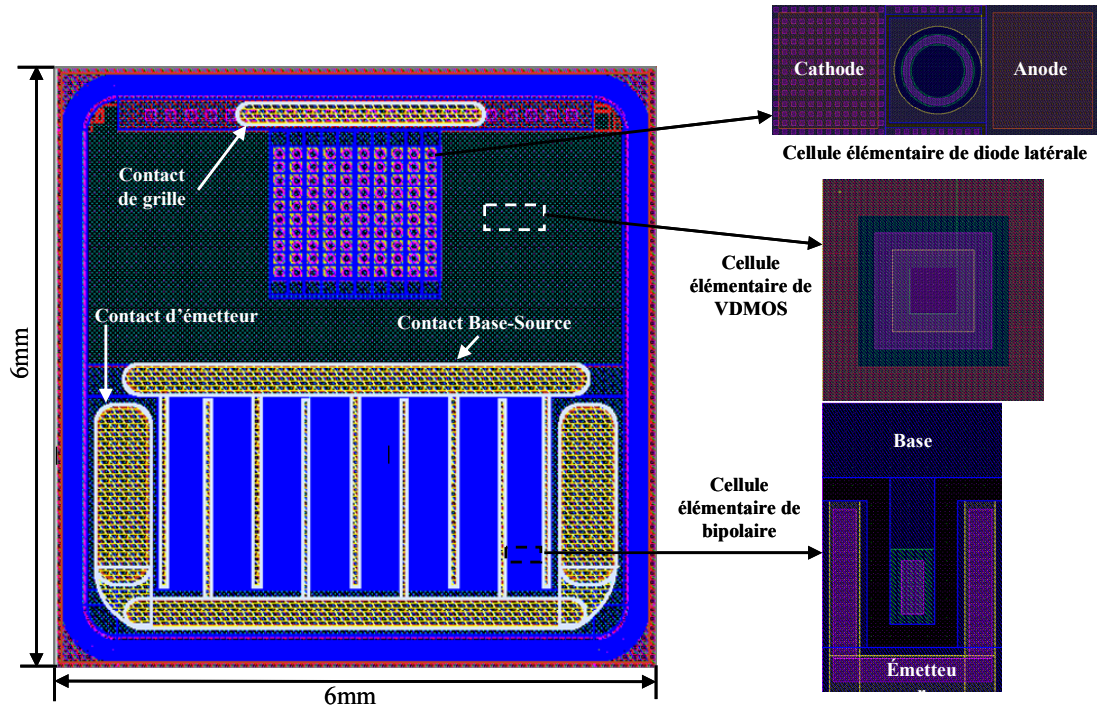 Cathode
Anode
Cellule élémentaire de diode latérale
Contact
de grille
Cellule
élémentaire de
VDMOS
Contact d'émetteur
Contact Base-Source
6mm
Base
Cellule
élémentaire de
bipolaire
Émetteu
6mm